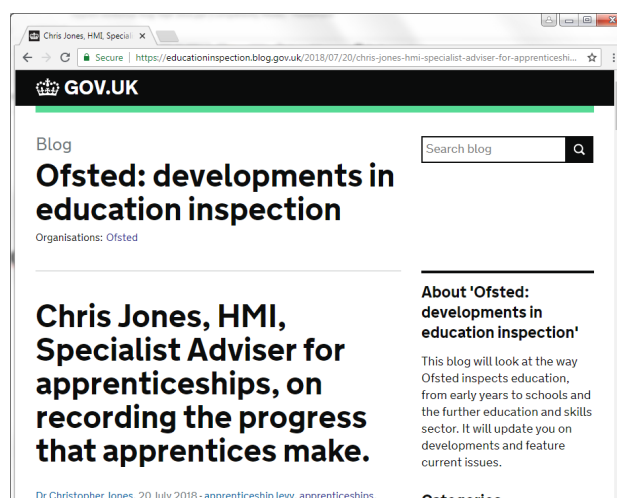 Chris Jones, HMI, Speciali
Secure
https://educationinspection.blog.gov.uk/2018/07/20/chris-jones-hmi-specialist-adviser-for-apprenticeshi...
GOV.UK
Blog
Ofsted: developments in
education inspection
Organisations: Ofsted
Search blog
Chris Jones, HMI,
Specialist Adviser for
apprenticeships, on
recording the progress
that apprentices make.
Dr Christopher Jones, 20 July 2018 - apprenticeship levy, apprenticeships
About 'Ofsted:
developments in
education inspection'
This blog will look at the way
Ofsted inspects education,
from early years to schools and
the further education and skills
sector. It will update you on
developments and feature
current issues.
Categories